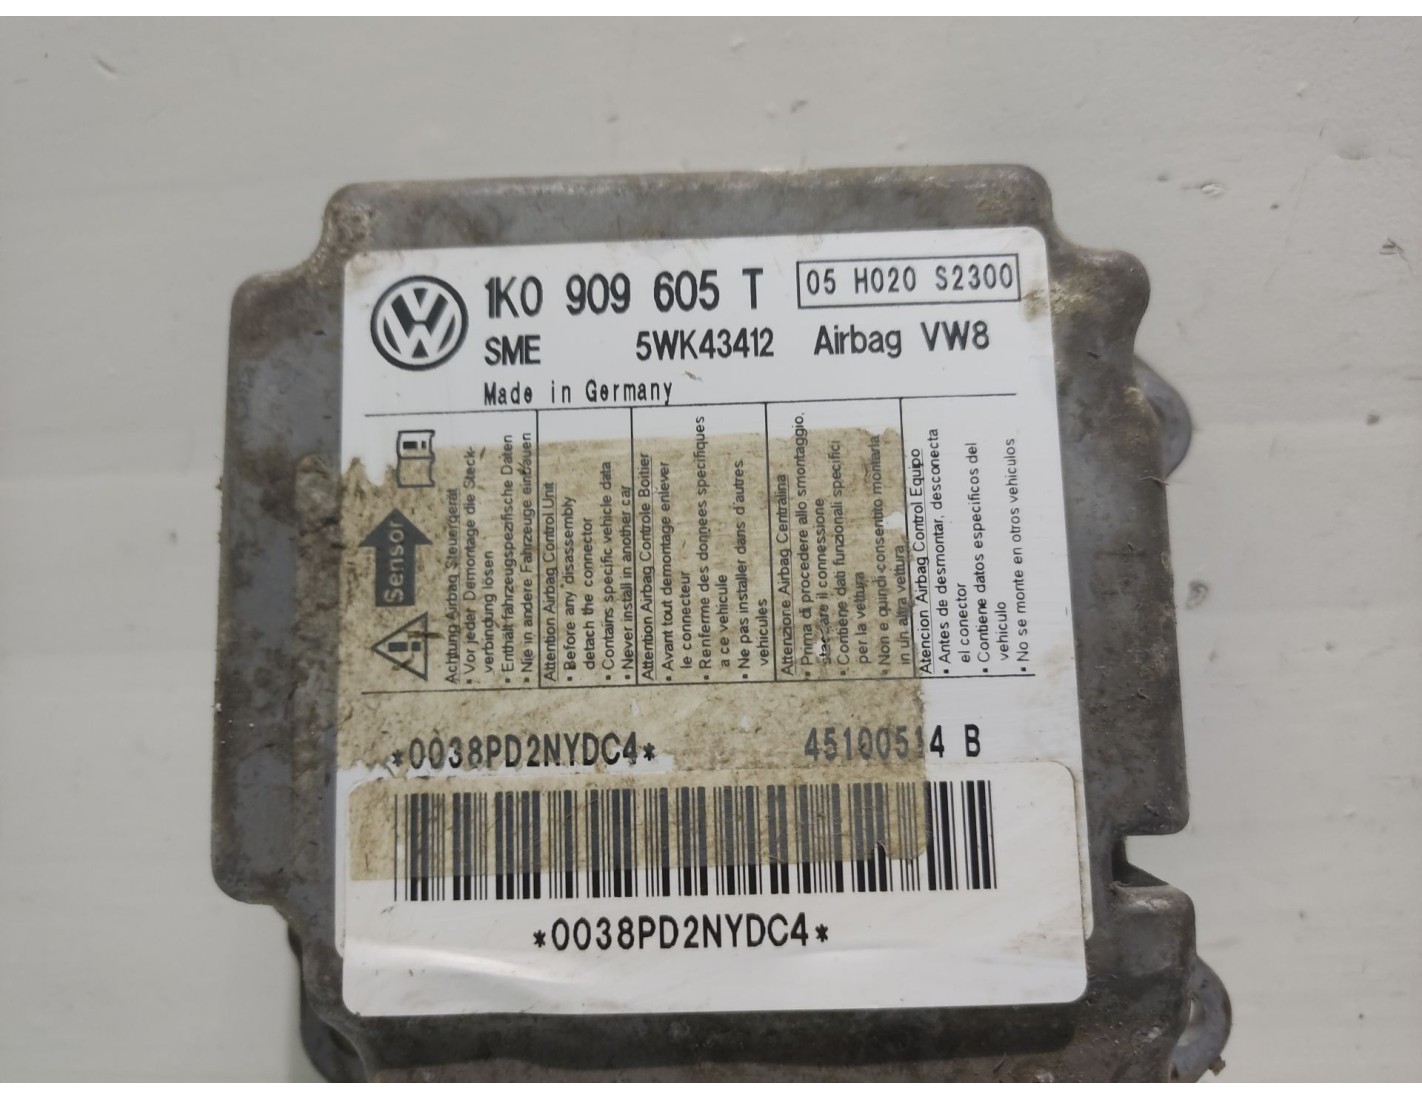 1K0 909 605 T
05 H020 S2300
SME 5WK43412 Airbag VW8
Made in Germany
Sensor
Achtung Airbag Steuergerät
• Vor jeder Demontage die Steck-
verbindung lösen
• Enthält fahrzeugspezifische Daten
• Nie in andere Fahrzeuge einbauen
Attention Airbag Control Unit
• Before any disassembly
detach the connector
• Contains specific vehicle data
• Never install in another car
Attention Airbag Controle Boitier
• Avant tout demontage enlever
le connecteur
• Renferme des donnees specifiques
a ce vehicule
• Ne pas installer dans d'autres
vehicules
Attenzione Airbag Centralina
• Prima di procedere allo smontaggio,
staccare il connessione
• Contiene dati funzionali specifici
per la vettura
• Non e quindi consentito montarla
in un altra vettura
Atencion Airbag Control Equipo
• Antes de desmontar, desconecta
el conector
• Contiene datos especificos del
vehiculo
• No se monte en otros vehiculos
*0038PD2NYDC4* 45100514 B
*0038PD2NYDC4*